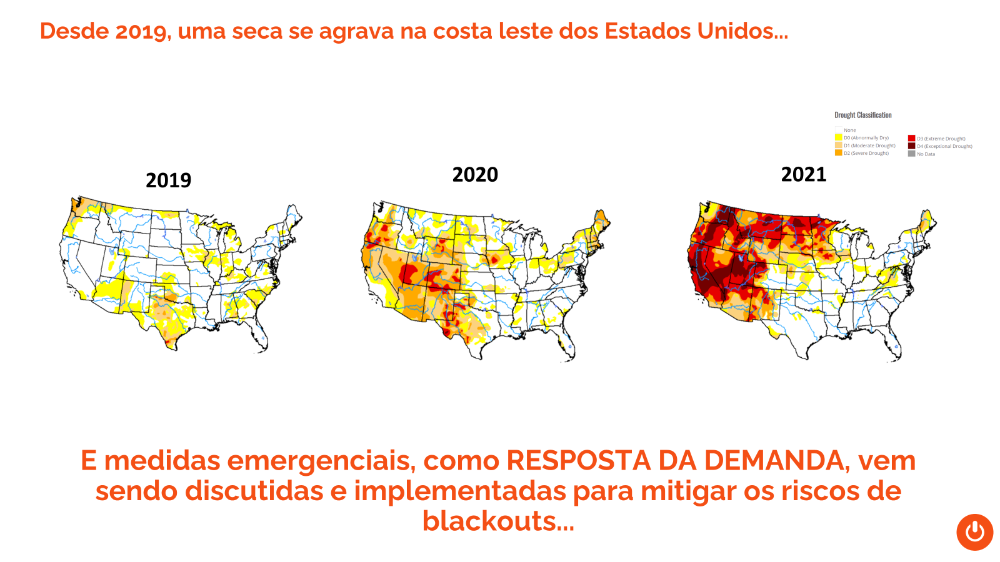 Desde 2019, uma seca se agrava na costa leste dos Estados Unidos...
Drought Classification
None
D0 (Abnormally Dry)
D1 (Moderate Drought)
D2 (Severe Drought)
D3 (Extreme Drought)
D4 (Exceptional Drought)
No Data
2019
2020
2021
E medidas emergenciais, como RESPOSTA DA DEMANDA, vem
sendo discutidas e implementadas para mitigar os riscos de
blackouts...